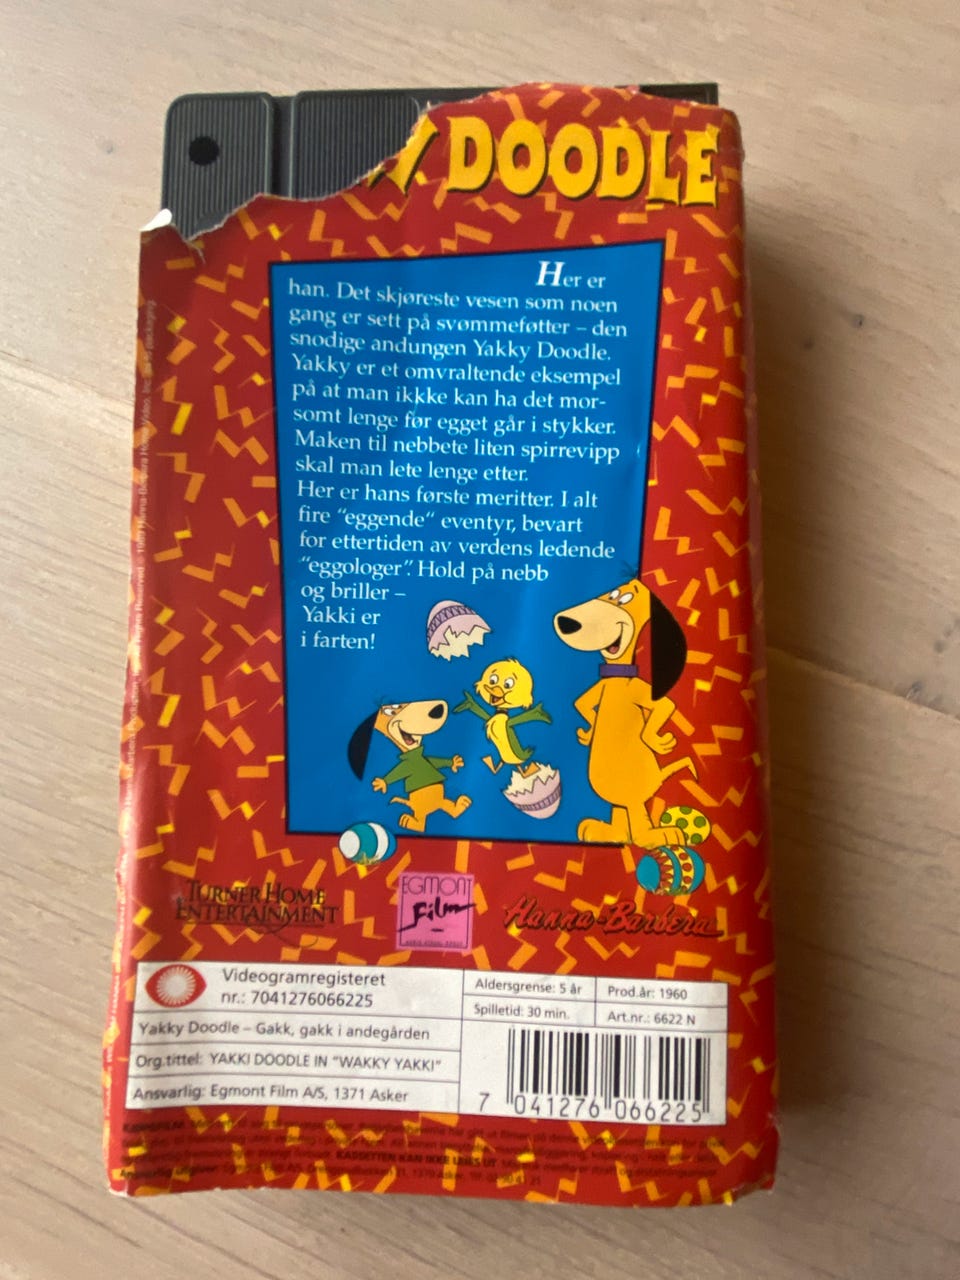 DOODLE
Her er
han. Det skjøreste vesen som noen
gang er sett på svømmeføtter – den
snodige andungen Yakky Doodle.
Yakky er et omvraltende eksempel
på at man ikkke kan ha det mor-
somt lenge før egget går i stykker.
Maken til nebbete liten spirrevipp
skal man lete lenge etter.
Her er hans første meritter. I alt
fire "eggende" eventyr, bevart
for ettertiden av verdens ledende
"eggologer". Hold på nebb
og briller –
Yakki er
i farten!
TURNER HOME
ENTERTAINMENT
EGMONT
Film
Hanna-Barbera
Videogramregisteret
nr.: 7041276066225
Yakky Doodle – Gakk, gakk i andegården
Org.tittel: YAKKI DOODLE IN "WAKKY YAKKI"
Ansvarlig: Egmont Film A/S, 1371 Asker
Aldersgrense: 5 år
Prod.år: 1960
Spilletid: 30 min.
Art.nr.: 6622 N
7 041276 066225
KASSETTEN KAN IKKE LEIES UT